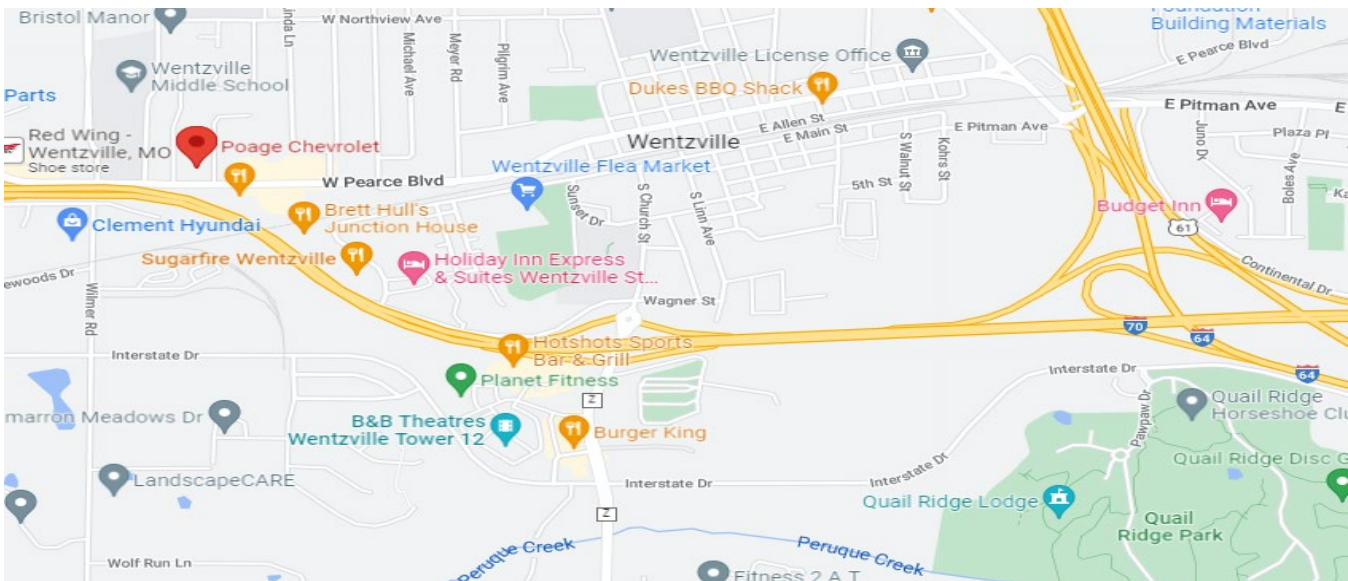 Bristol Manor
Linda Ln
W Northview Ave
Michael Ave
Meyer Rd
Pilgrim Ave
Wentzville License Office
Building Materials
E Pearce Blvd
Wentzville
Middle School
Parts
Dukes BBQ Shack
E Pitman Ave
E
Red Wing -
Wentzville, MO
Shoe store
Poage Chevrolet
Wentzville
E Allen St
E Main St
E Pitman Ave
S Walnut St
Kohrs St
Plaza Pl
Boles Ave
W Pearce Blvd
Wentzville Flea Market
5th St
Sunset Dr
S Church St
S Linn Ave
Budget Inn
61
Clement Hyundai
Brett Hull's
Junction House
Sugarfire Wentzville
Holiday Inn Express
& Suites Wentzville St...
Continental Dr
Wilmer Rd
Wagner St
70
64
Interstate Dr
Hotshots Sports
Bar & Grill
Planet Fitness
Z
Interstate Dr
64
Pawpaw Dr
Quail Ridge
Horseshoe Clu
marron Meadows Dr
B&B Theatres
Wentzville Tower 12
Burger King
Quail Ridge Disc G
LandscapeCARE
Interstate Dr
Interstate Dr
Quail Ridge Lodge
Z
Quail
Ridge Park
Wolf Run Ln
Peruque Creek
Peruque Creek
Fitness 2 A T